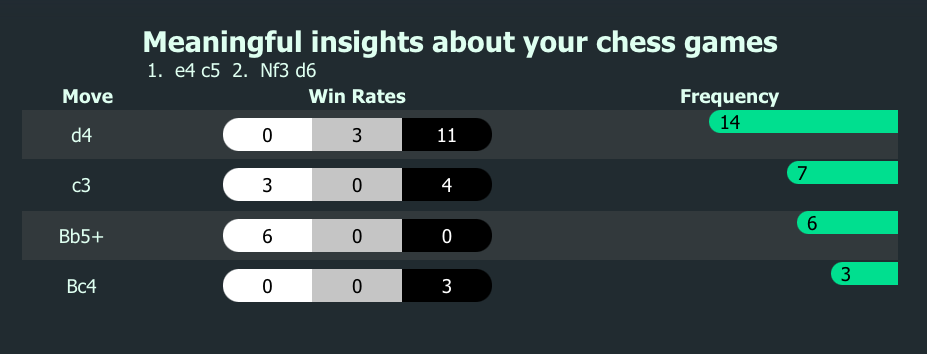 Meaningful insights about your chess games
1. e4 c5 2. Nf3 d6
Move Win Rates Frequency
d4 0 3 11 14
c3 3 0 4 7
Bb5+ 6 0 0 6
Bc4 0 0 3 3